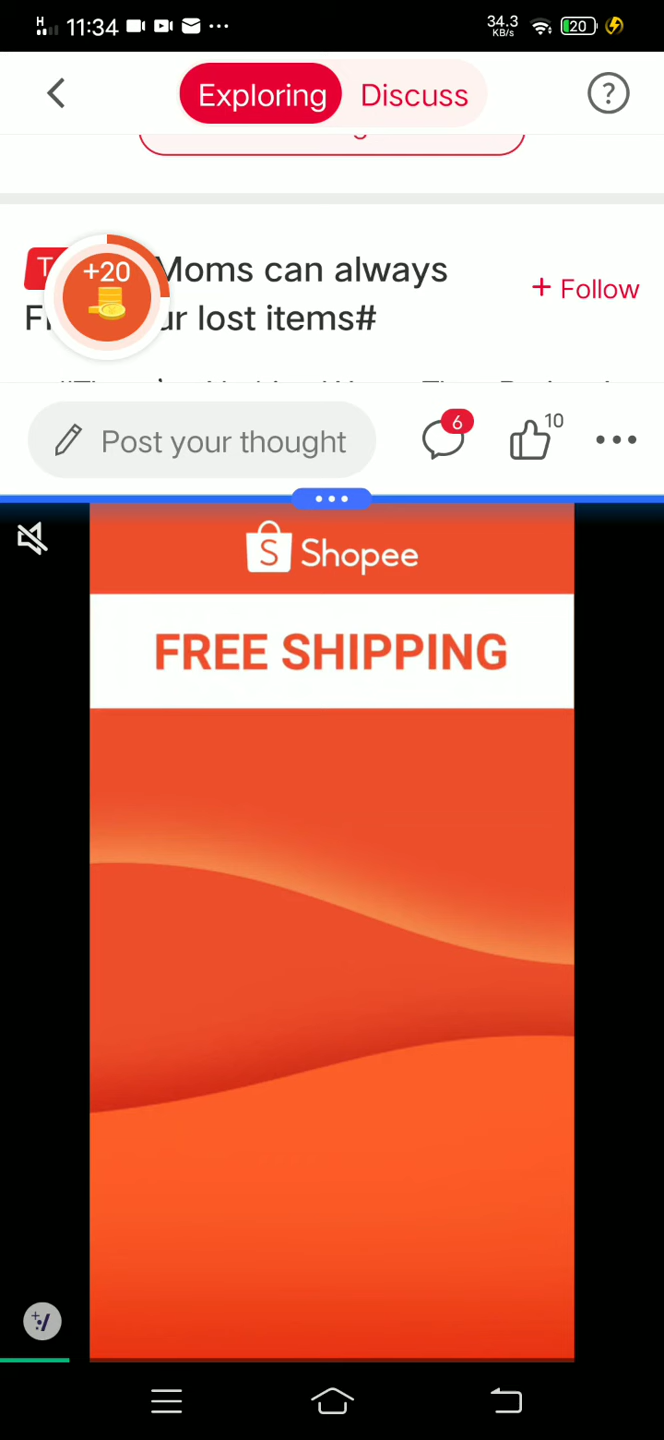 11:34
34.3
KB/s
20
Exploring
Discuss
?
+20
Moms can always
+ Follow
lost items#
Post your thought
6
10
Shopee
FREE SHIPPING